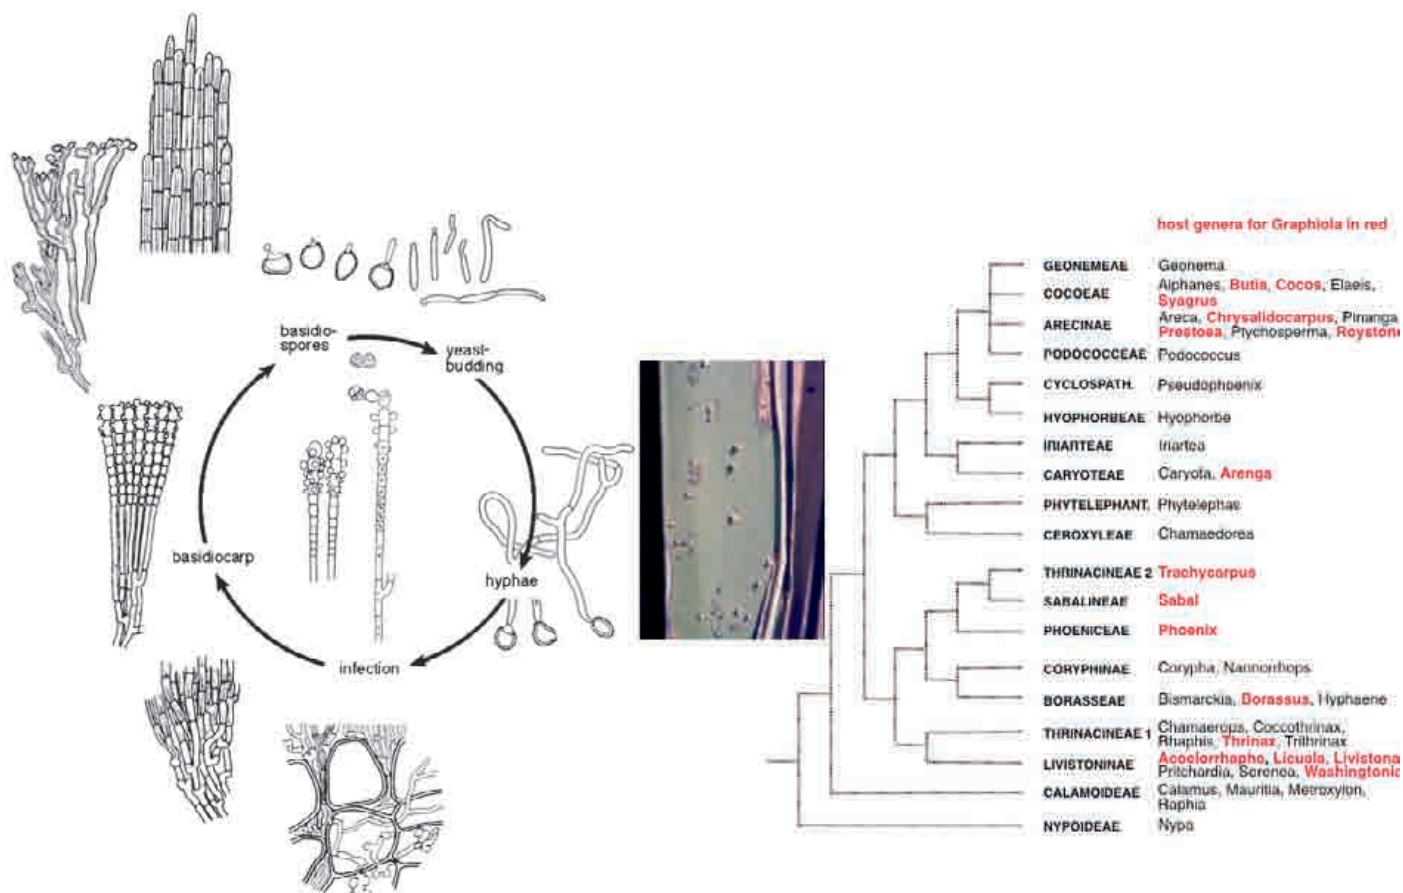 basidio-
spores
yeast-
budding
hyphae
infection
basidiocarp
host genera for Graphiola in red
GEONEMEAE Geonema
COCOEAE Aiphanes, Butia, Cocos, Elaeis,
Syagrus
ARECINAE Areca, Chrysalidocarpus, Pinanga
Prestoea, Ptychosperma, Roystone
PODOCOCCEAE Podococcus
CYCLOSPATH. Pseudophoenix
HYOPHORBEAE Hyophorbe
IRIARTEAE Iriartea
CARYOTEAE Caryota, Arenga
PHYTELEPHANT. Phytelephas
CEROXYLEAE Chamaedorea
THRINACINEAE 2 Trachycarpus
SABALINEAE Sabal
PHOENICEAE Phoenix
CORYPHINAE Corypha, Nannorrhops
BORASSEAE Bismarckia, Borassus, Hyphaene
THRINACINEAE 1 Chamaerops, Coccothrinax,
Rhaphis, Thrinax, Trithrinax
LIVISTONINAE Acoelorrhaphe, Licuala, Livistona
Pritchardia, Serenoa, Washingtonia
CALAMOIDEAE Calamus, Mauritia, Metroxylon,
Raphia
NYPOIDEAE Nypa